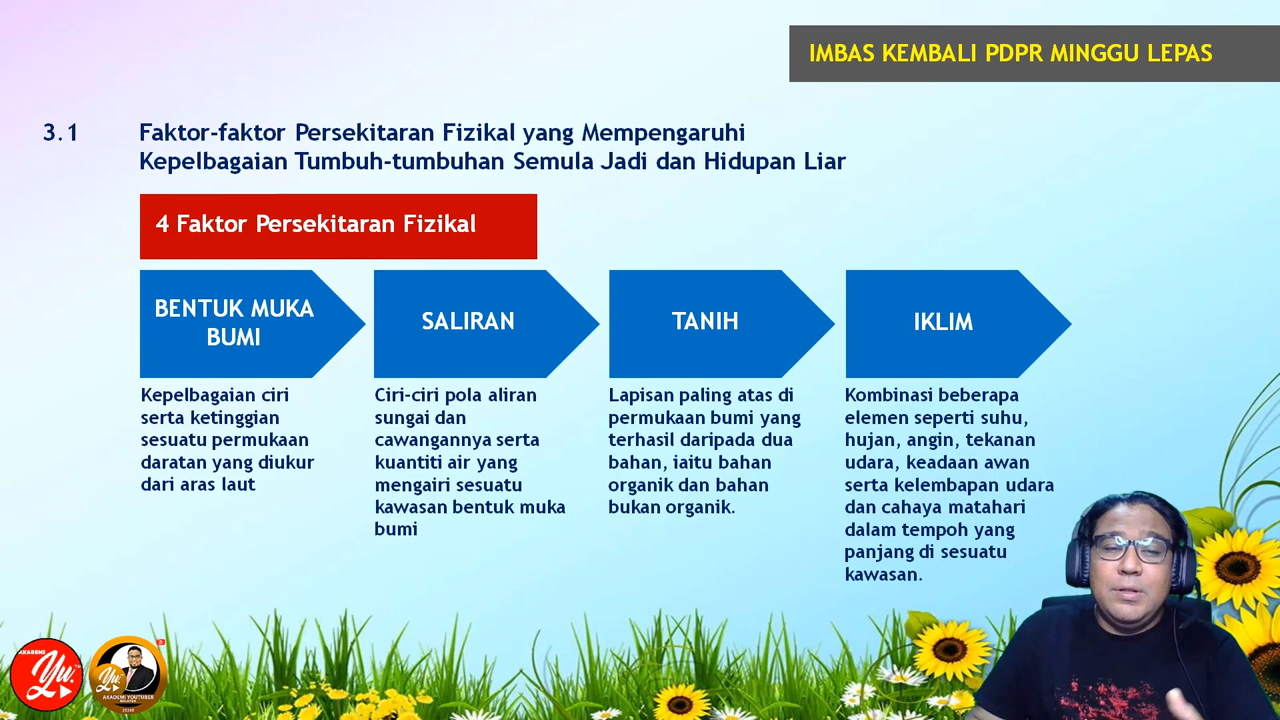 IMBAS KEMBALI PDPR MINGGU LEPAS
3.1 Faktor-faktor Persekitaran Fizikal yang Mempengaruhi
Kepelbagaian Tumbuh-tumbuhan Semula Jadi dan Hidupan Liar
4 Faktor Persekitaran Fizikal
BENTUK MUKA
BUMI
Kepelbagaian ciri
serta ketinggian
sesuatu permukaan
daratan yang diukur
dari aras laut
SALIRAN
Ciri-ciri pola aliran
sungai dan
cawangannya serta
kuantiti air yang
mengairi sesuatu
kawasan bentuk muka
bumi
TANIH
Lapisan paling atas di
permukaan bumi yang
terhasil daripada dua
bahan, iaitu bahan
organik dan bahan
bukan organik.
IKLIM
Kombinasi beberapa
elemen seperti suhu,
hujan, angin, tekanan
udara, keadaan awan
serta kelembapan udara
dan cahaya matahari
dalam tempoh yang
panjang di sesuatu
kawasan.
AKADEMI
Yu.
Yu.
AKADEMI YOUTUBER